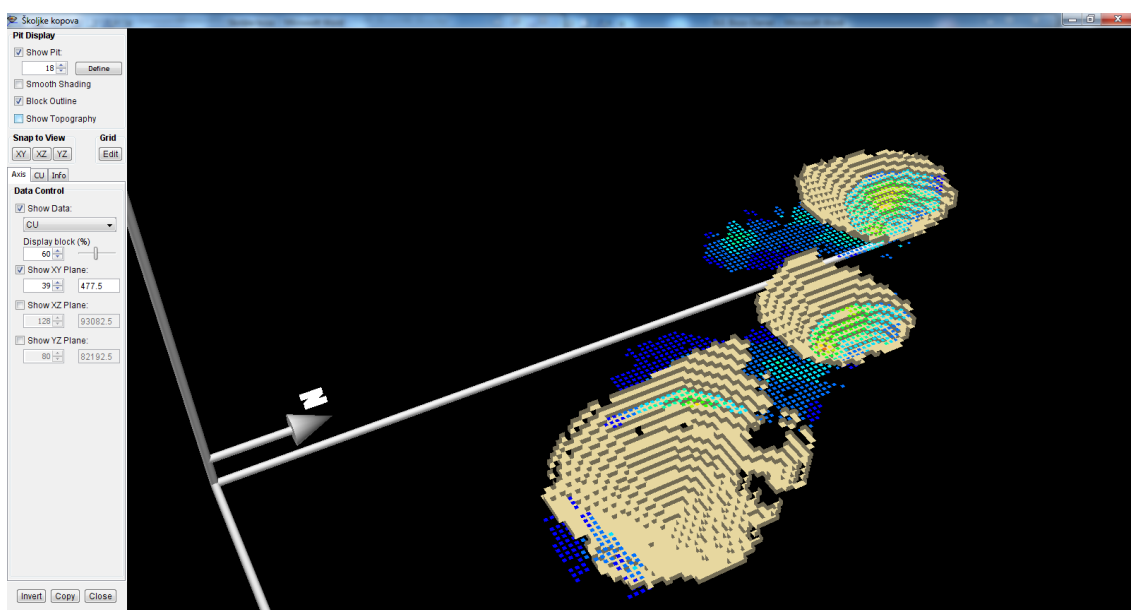 Školjke kopova
Pit Display
Show Pit:
18 Define
Smooth Shading
Block Outline
Show Topography
Snap to View Grid
XY XZ YZ Edit
Axis CU Info
Data Control
Show Data:
CU
Display block (%)
60
Show XY Plane:
39 477.5
Show XZ Plane:
128 93082.5
Show YZ Plane:
80 82192.5
N
Invert Copy Close